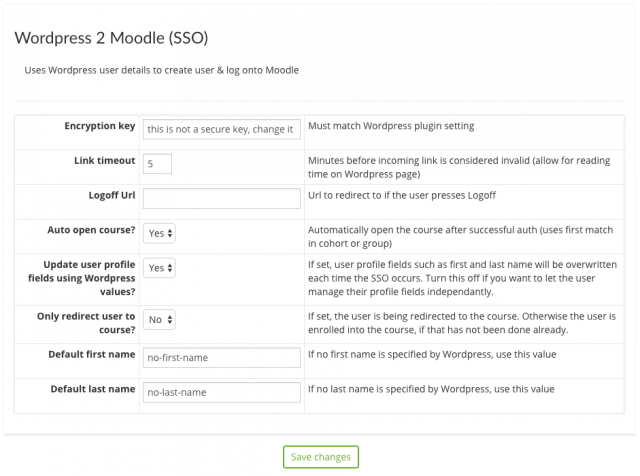 Wordpress 2 Moodle (SSO)
Uses Wordpress user details to create user & log onto Moodle
Encryption key
this is not a secure key, change it
Must match Wordpress plugin setting
Link timeout
5
Minutes before incoming link is considered invalid (allow for reading
time on Wordpress page)
Logoff Url
Url to redirect to if the user presses Logoff
Auto open course?
Yes
Automatically open the course after successful auth (uses first match
in cohort or group)
Update user profile
fields using Wordpress
values?
Yes
If set, user profile fields such as first and last name will be overwritten
each time the SSO occurs. Turn this off if you want to let the user
manage their profile fields independantly.
Only redirect user to
course?
No
If set, the user is being redirected to the course. Otherwise the user is
enrolled into the course, if that has not been done already.
Default first name
no-first-name
If no first name is specified by Wordpress, use this value
Default last name
no-last-name
If no last name is specified by Wordpress, use this value
Save changes